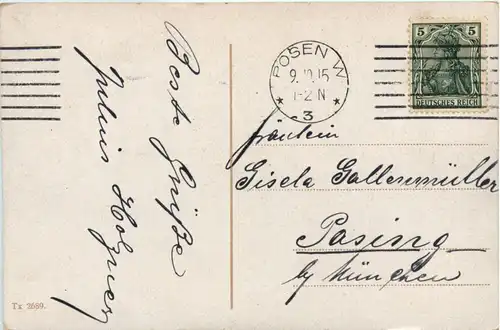 Beste Grüße
Julius Holzner
Tx 2669.
POSEN W
9.10.15
1-2 N
* 3 *
5 5
DEUTSCHES REICH
Fräulein
Gisela Gallenmüller
Pasing
by München